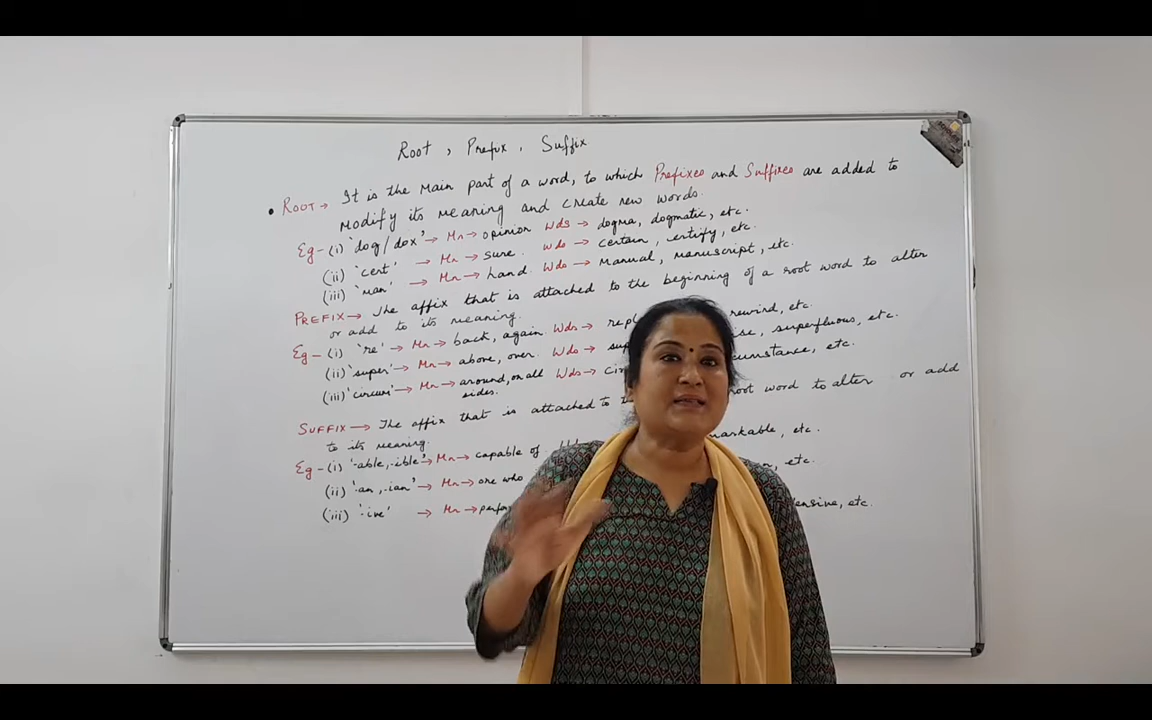 Root , Prefix , Suffix
• ROOT → It is the Main part of a word, to which Prefixes and Suffixes are added to
modify its meaning and create new words.
Eg- (i) 'dog/dox' → Mn → opinion Wds → dogma, dogmatic, etc.
(ii) 'cert' → Mn → sure. Wds → certain, certify, etc.
(iii) 'man' → Mn → hand Wds → Manual, manuscript, etc.
PREFIX → The affix that is attached to the beginning of a root word to alter
or add to its meaning.
Eg- (i) 're' → Mn → back, again Wds → rewind, etc.
(ii) 'super' → Mn → above, over. Wds → superfluous, etc.
(iii) 'circum' → Mn → around, on all Wds → etc.
sides.
SUFFIX → The affix that is attached to root word to alter or add
to its meaning.
Eg- (i) '-able, -ible' → Mn → capable of etc.
(ii) '-an, -ian' → Mn → one who etc.
(iii) '-ive' → Mn → etc.